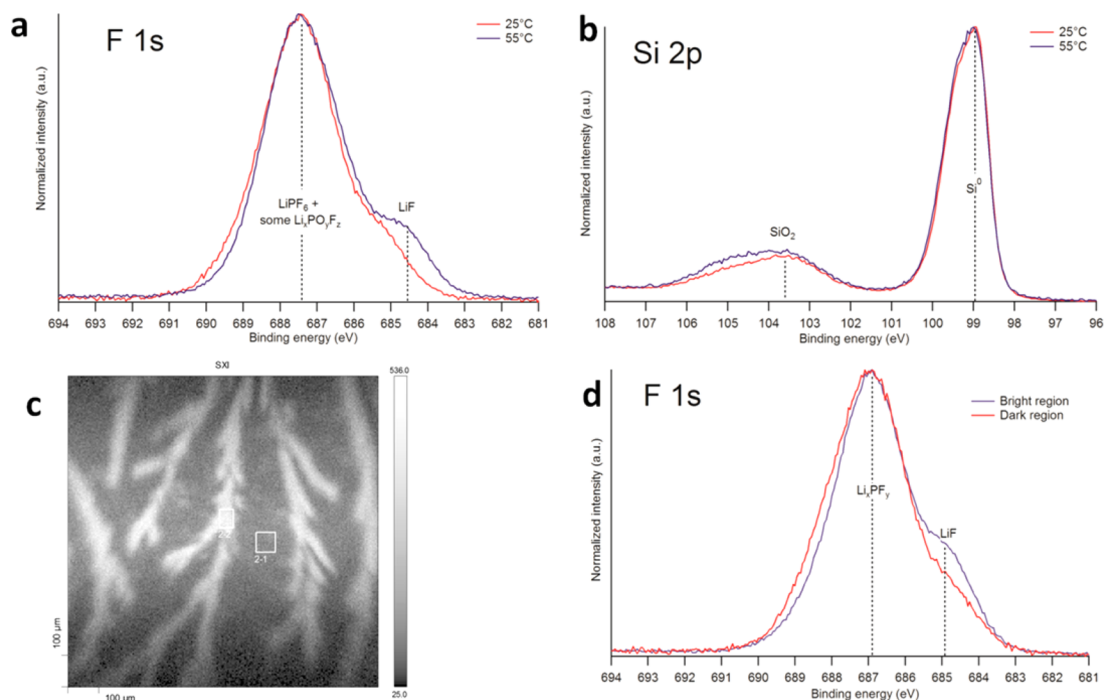 a
F 1s
25°C
55°C
Normalized intensity (a.u.)
LiPF6 +
some LixPOyFz
LiF
694 693 692 691 690 689 688 687 686 685 684 683 682 681
Binding energy (eV)
b
Si 2p
25°C
55°C
Normalized intensity (a.u.)
SiO2
Si0
108 107 106 105 104 103 102 101 100 99 98 97 96
Binding energy (eV)
c
SXI
536.0
2-1
100 µm
100 µm
25.0
d
F 1s
Bright region
Dark region
Normalized intensity (a.u.)
LixPFy
LiF
694 693 692 691 690 689 688 687 686 685 684 683 682 681
Binding energy (eV)